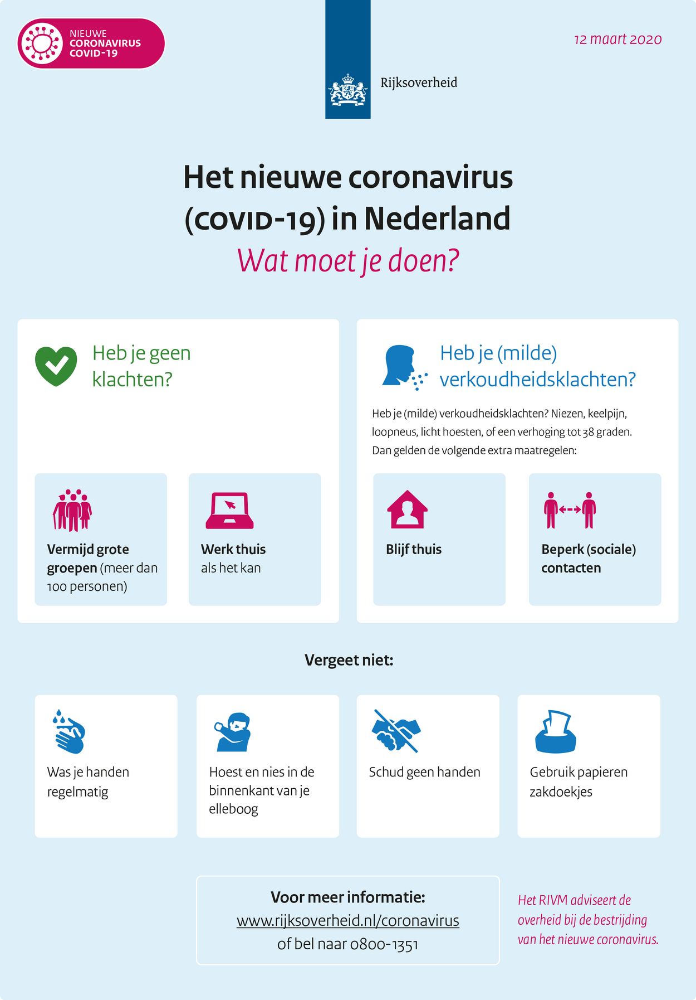 NIEUWE
CORONAVIRUS
COVID-19
12 maart 2020
Rijksoverheid
Het nieuwe coronavirus
(COVID-19) in Nederland
Wat moet je doen?
Heb je geen
klachten?
Vermijd grote
groepen (meer dan
100 personen)
Werk thuis
als het kan
Heb je (milde)
verkoudheidsklachten?
Heb je (milde) verkoudheidsklachten? Niezen, keelpijn,
loopneus, licht hoesten, of een verhoging tot 38 graden.
Dan gelden de volgende extra maatregelen:
Blijf thuis
Beperk (sociale)
contacten
Vergeet niet:
Was je handen
regelmatig
Hoest en nies in de
binnenkant van je
elleboog
Schud geen handen
Gebruik papieren
zakdoekjes
Voor meer informatie:
www.rijksoverheid.nl/coronavirus
of bel naar 0800-1351
Het RIVM adviseert de
overheid bij de bestrijding
van het nieuwe coronavirus.